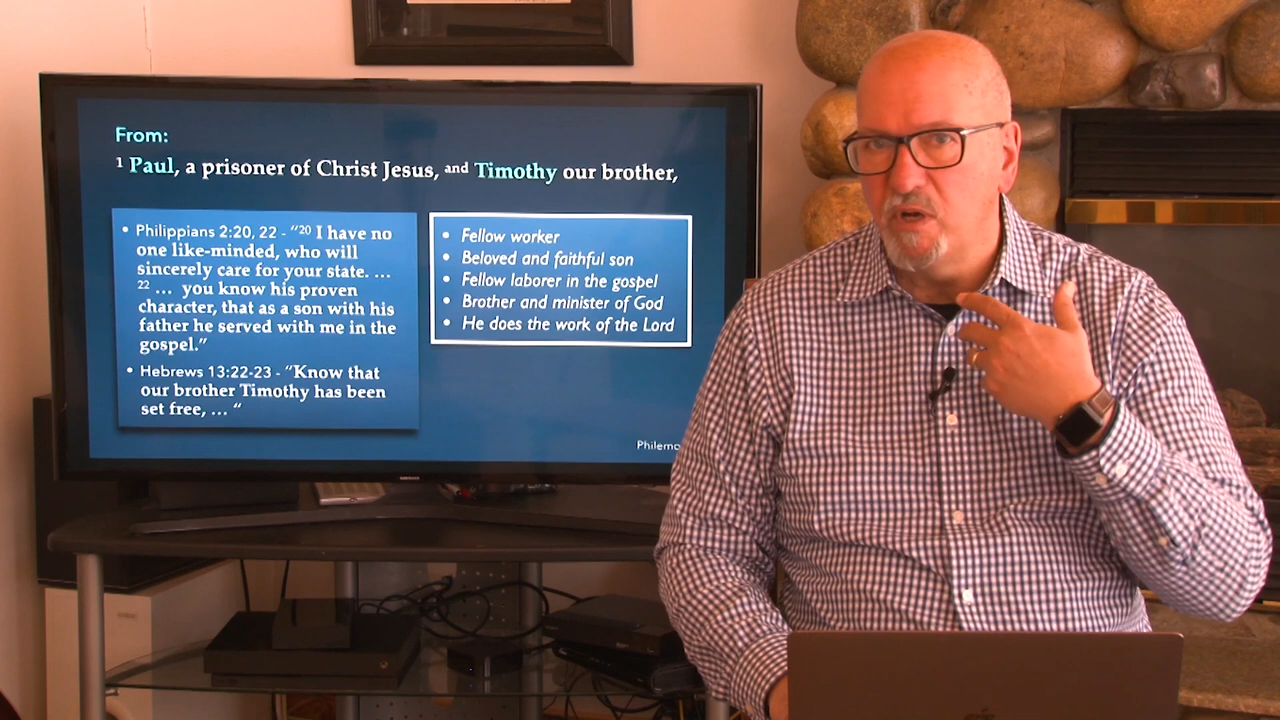 From:
¹ Paul, a prisoner of Christ Jesus, and Timothy our brother,
• Philippians 2:20, 22 - “²⁰ I have no
one like-minded, who will
sincerely care for your state. …
²² … you know his proven
character, that as a son with his
father he served with me in the
gospel.”
• Hebrews 13:22-23 - “Know that
our brother Timothy has been
set free, … “
• Fellow worker
• Beloved and faithful son
• Fellow laborer in the gospel
• Brother and minister of God
• He does the work of the Lord
Philemo
SAMSUNG